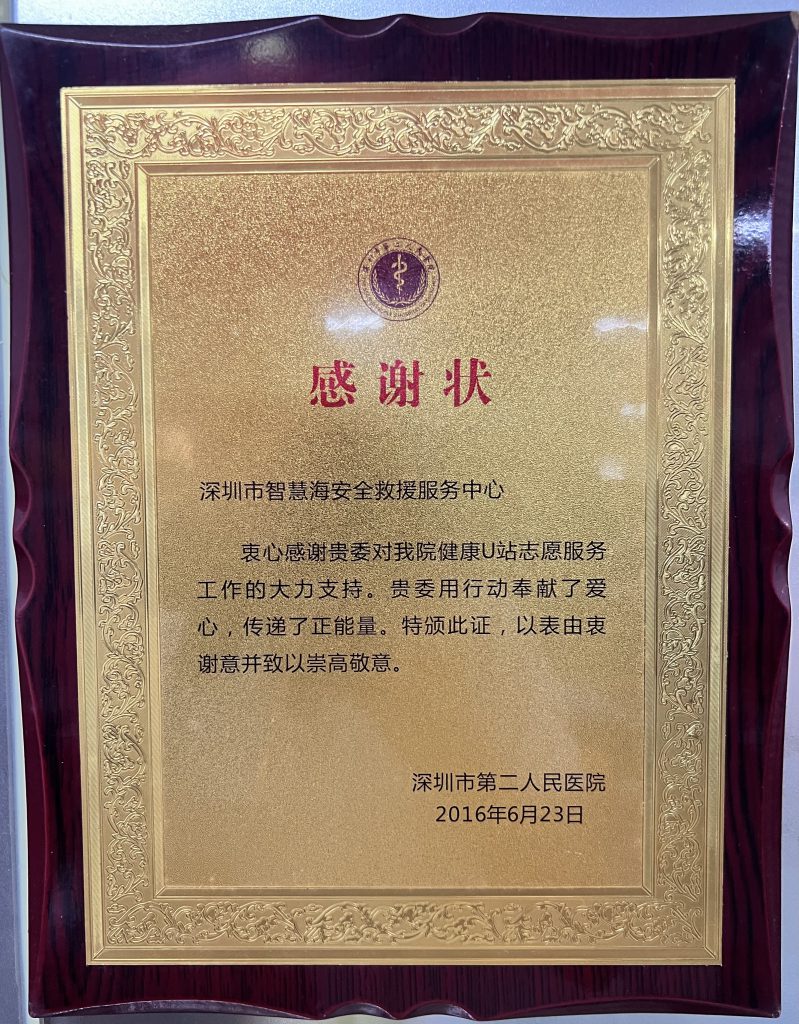 感谢状
深圳市智慧海安全救援服务中心
衷心感谢贵委对我院健康U站志愿服务
工作的大力支持。贵委用行动奉献了爱
心，传递了正能量。特颁此证，以表由衷
谢意并致以崇高敬意。
深圳市第二人民医院
2016年6月23日